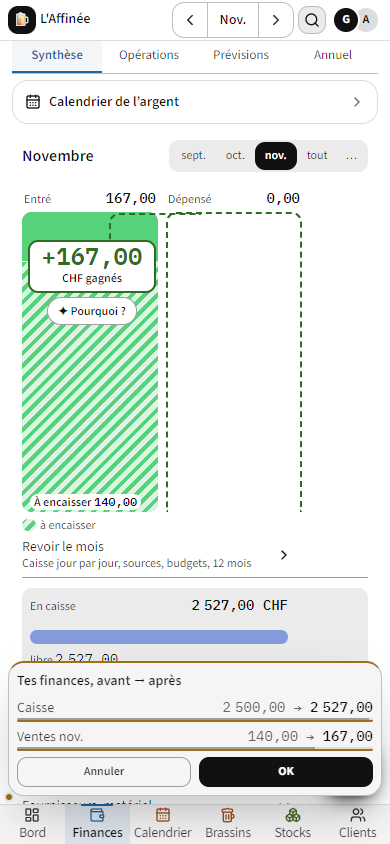 L'Affinée
Nov.
G
A
Synthèse
Opérations
Prévisions
Annuel
Calendrier de l'argent
Novembre
sept.
oct.
nov.
tout
...
Entré 167,00
Dépensé 0,00
+167,00
CHF gagnés
✦ Pourquoi ?
À encaisser 140,00
à encaisser
Revoir le mois
Caisse jour par jour, sources, budgets, 12 mois
En caisse 2 527,00 CHF
libre 2 527,00
Tes finances, avant → après
Caisse 2 500,00 → 2 527,00
Ventes nov. 140,00 → 167,00
Annuler
OK
Bord
Finances
Calendrier
Brassins
Stocks
Clients